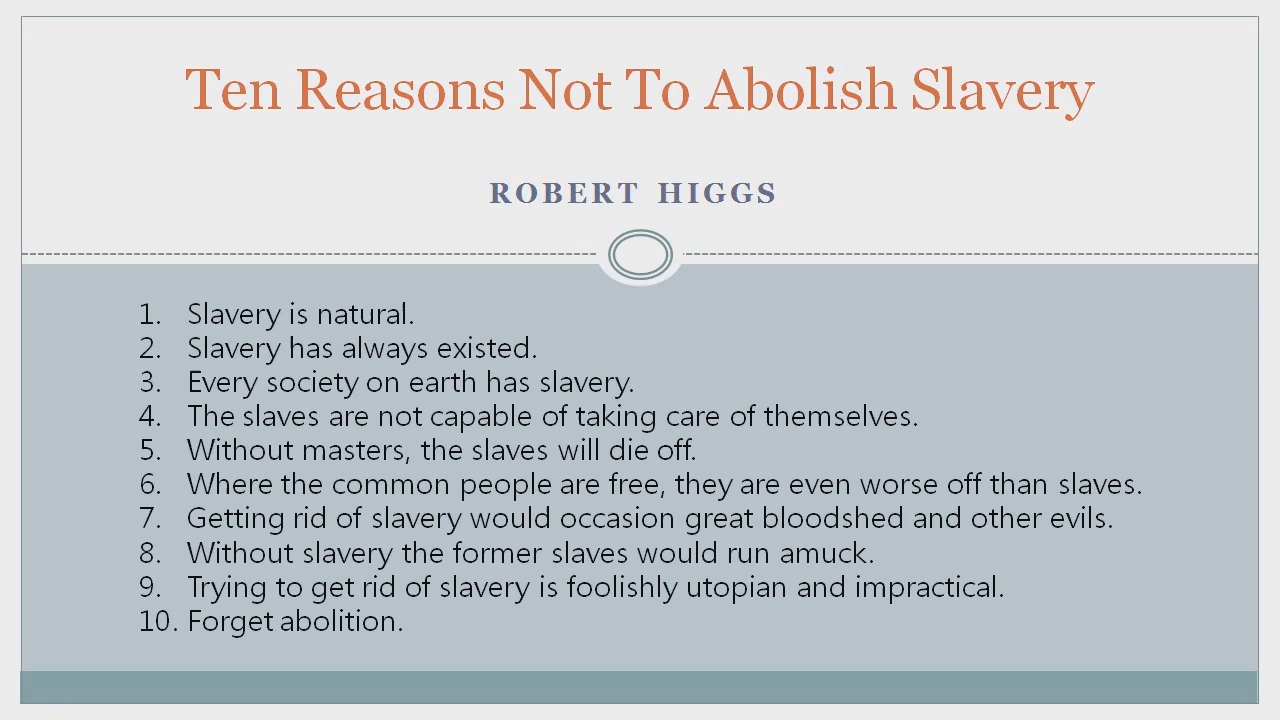 Ten Reasons Not To Abolish Slavery
ROBERT HIGGS
1. Slavery is natural.
2. Slavery has always existed.
3. Every society on earth has slavery.
4. The slaves are not capable of taking care of themselves.
5. Without masters, the slaves will die off.
6. Where the common people are free, they are even worse off than slaves.
7. Getting rid of slavery would occasion great bloodshed and other evils.
8. Without slavery the former slaves would run amuck.
9. Trying to get rid of slavery is foolishly utopian and impractical.
10. Forget abolition.